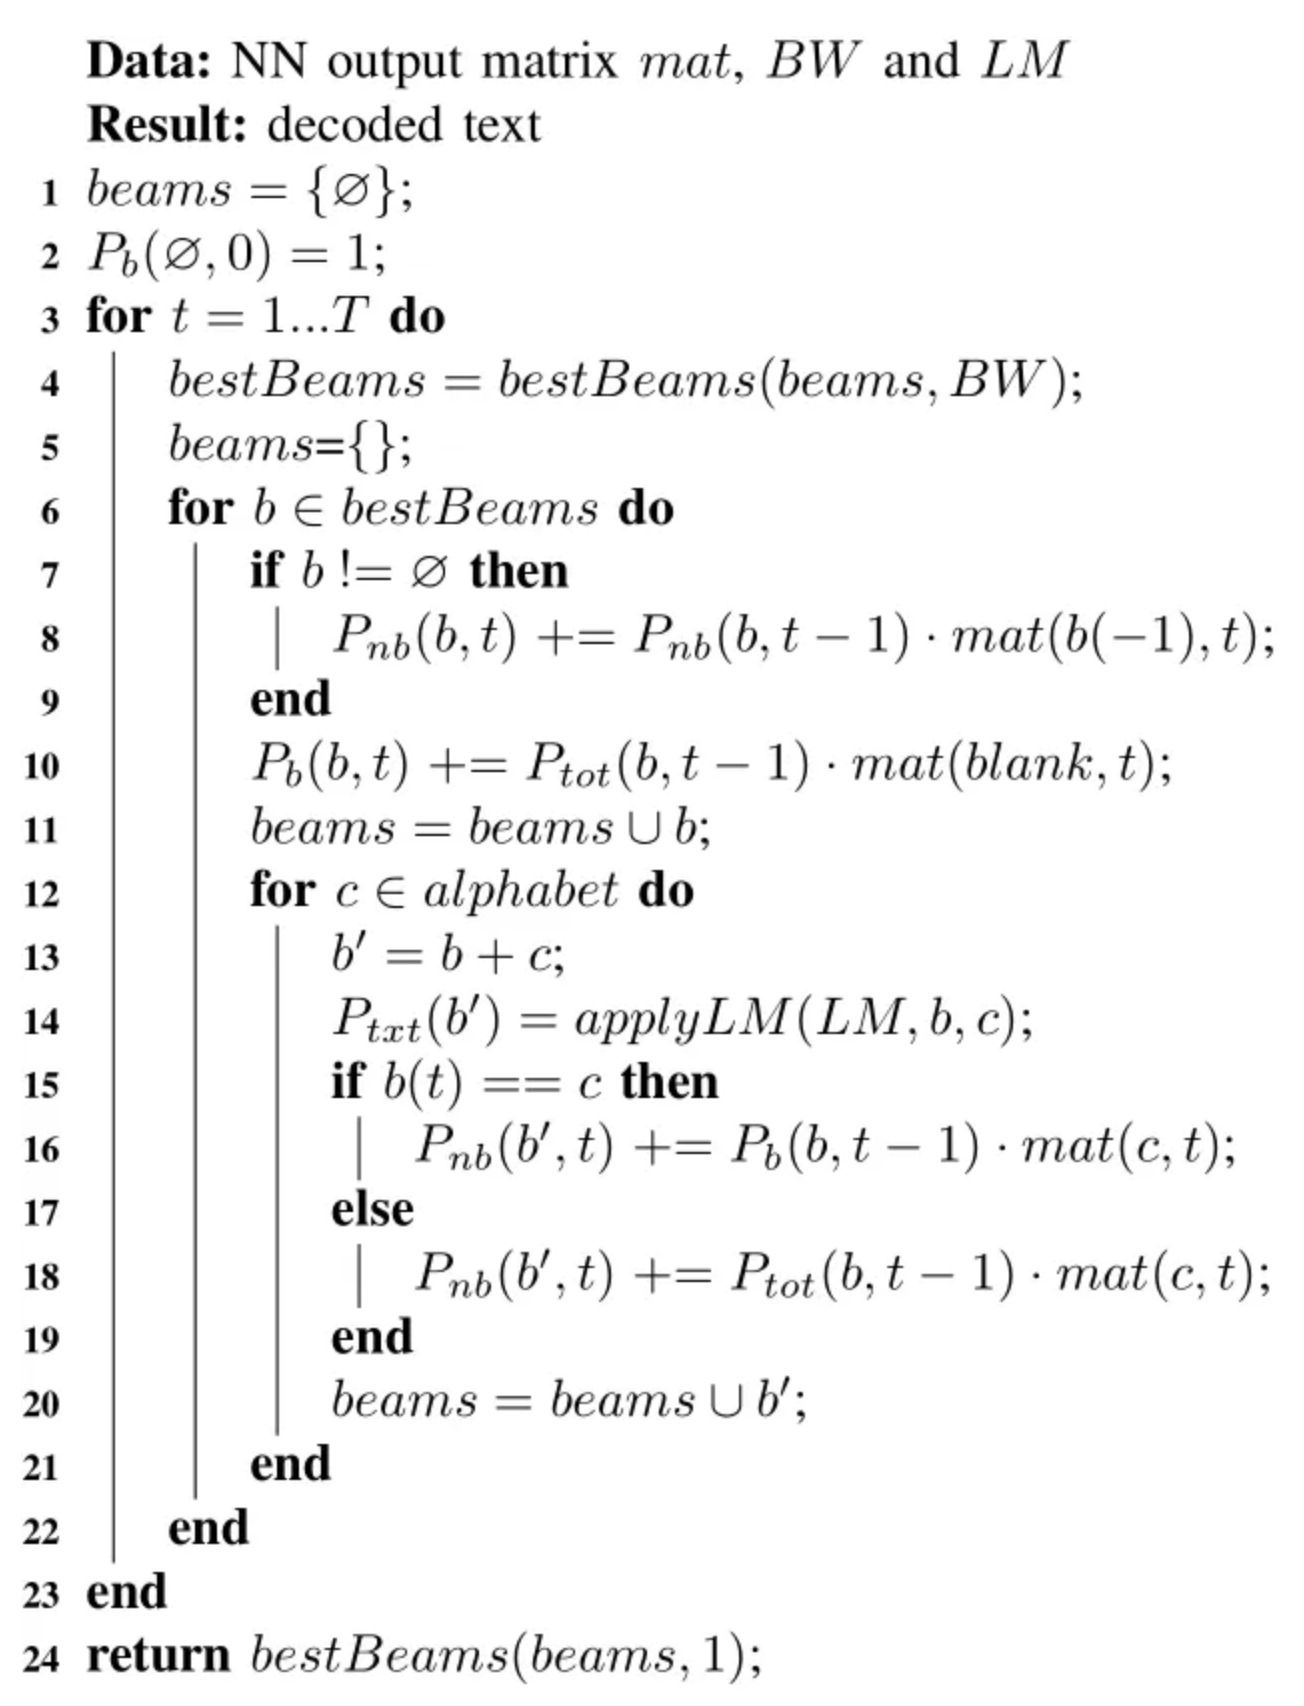 Data: NN output matrix mat, BW and LM
Result: decoded text
1 beams = {∅};
2 P_b(∅, 0) = 1;
3 for t = 1...T do
4 bestBeams = bestBeams(beams, BW);
5 beams={};
6 for b ∈ bestBeams do
7 if b != ∅ then
8 P_nb(b, t) += P_nb(b, t − 1) · mat(b(−1), t);
9 end
10 P_b(b, t) += P_tot(b, t − 1) · mat(blank, t);
11 beams = beams ∪ b;
12 for c ∈ alphabet do
13 b′ = b + c;
14 P_txt(b′) = applyLM(LM, b, c);
15 if b(t) == c then
16 P_nb(b′, t) += P_b(b, t − 1) · mat(c, t);
17 else
18 P_nb(b′, t) += P_tot(b, t − 1) · mat(c, t);
19 end
20 beams = beams ∪ b′;
21 end
22 end
23 end
24 return bestBeams(beams, 1);